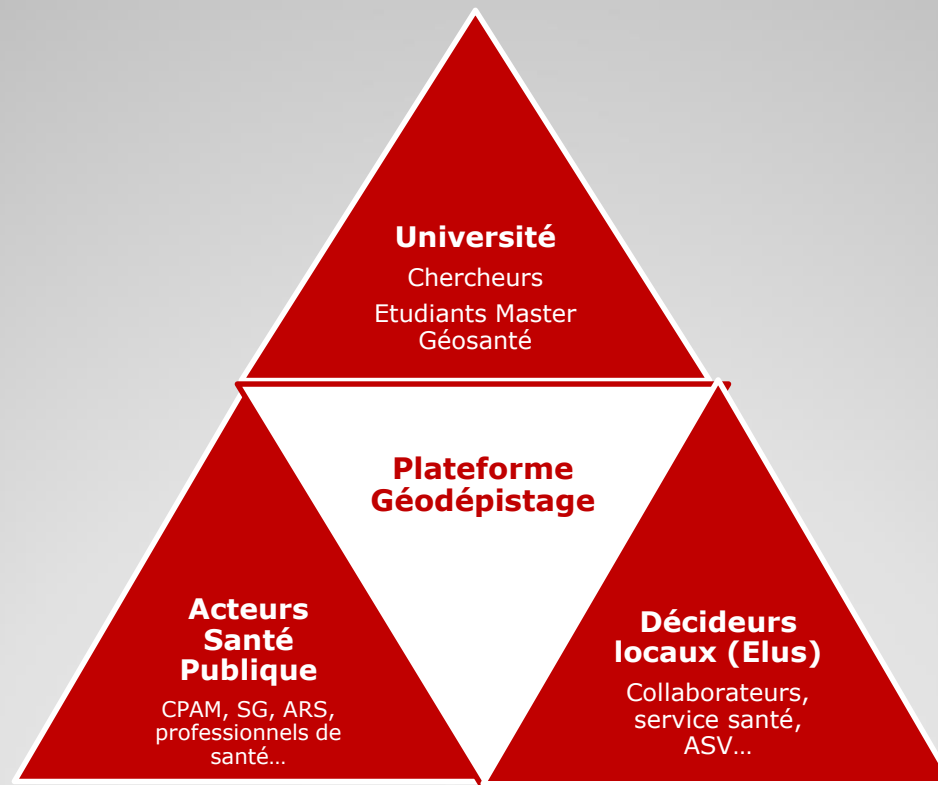 Université
Chercheurs
Etudiants Master
Géosanté
Plateforme
Géodépistage
Acteurs
Santé
Publique
CPAM, SG, ARS,
professionnels de
santé…
Décideurs
locaux (Elus)
Collaborateurs,
service santé,
ASV…